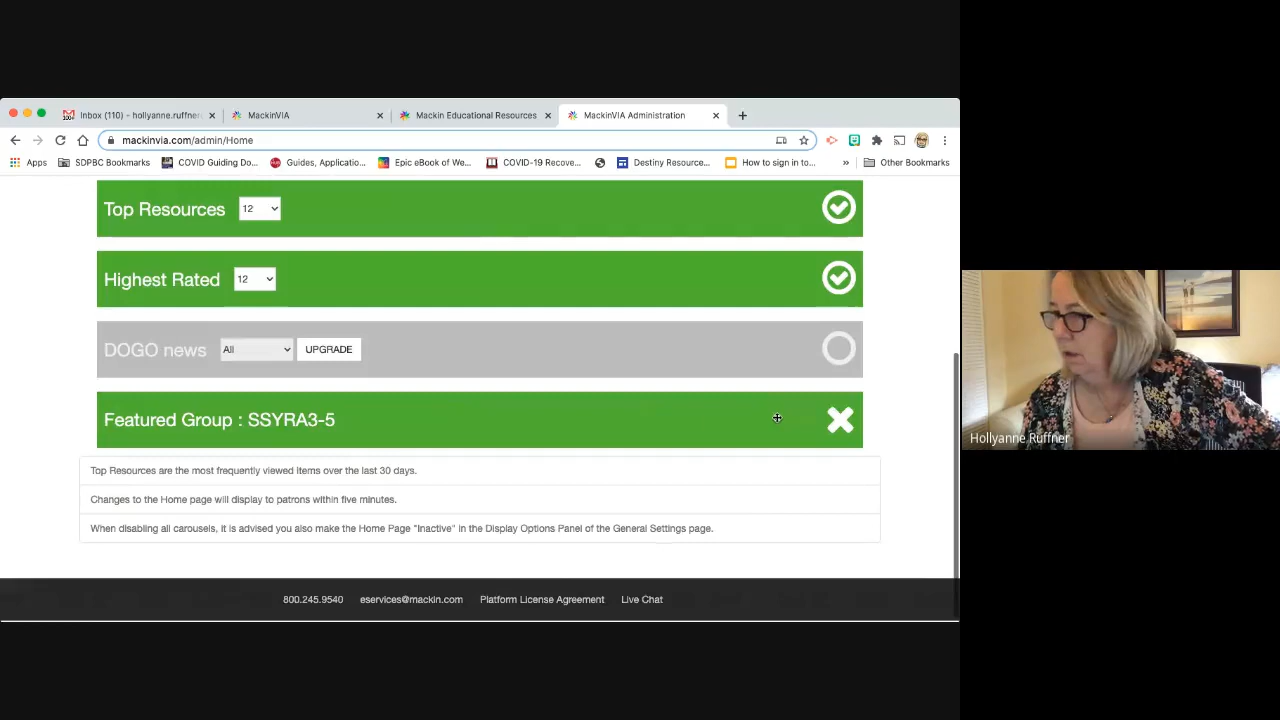 100+ Inbox (110) - hollyanne.ruffner
MackinVIA
Mackin Educational Resources
MackinVIA Administration
mackinvia.com/admin/Home
Apps
SDPBC Bookmarks
COVID Guiding Do...
Guides, Applicatio...
Epic eBook of We...
COVID-19 Recove...
Destiny Resource...
How to sign in to...
»
Other Bookmarks
Top Resources 12
Highest Rated 12
DOGO news All UPGRADE
Featured Group : SSYRA3-5
Top Resources are the most frequently viewed items over the last 30 days.
Changes to the Home page will display to patrons within five minutes.
When disabling all carousels, it is advised you also make the Home Page "Inactive" in the Display Options Panel of the General Settings page.
800.245.9540 eservices@mackin.com Platform License Agreement Live Chat
Hollyanne Ruffner